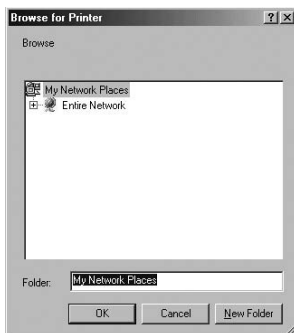 Browse for Printer
Browse
My Network Places
Entire Network
Folder: My Network Places
OK Cancel New Folder